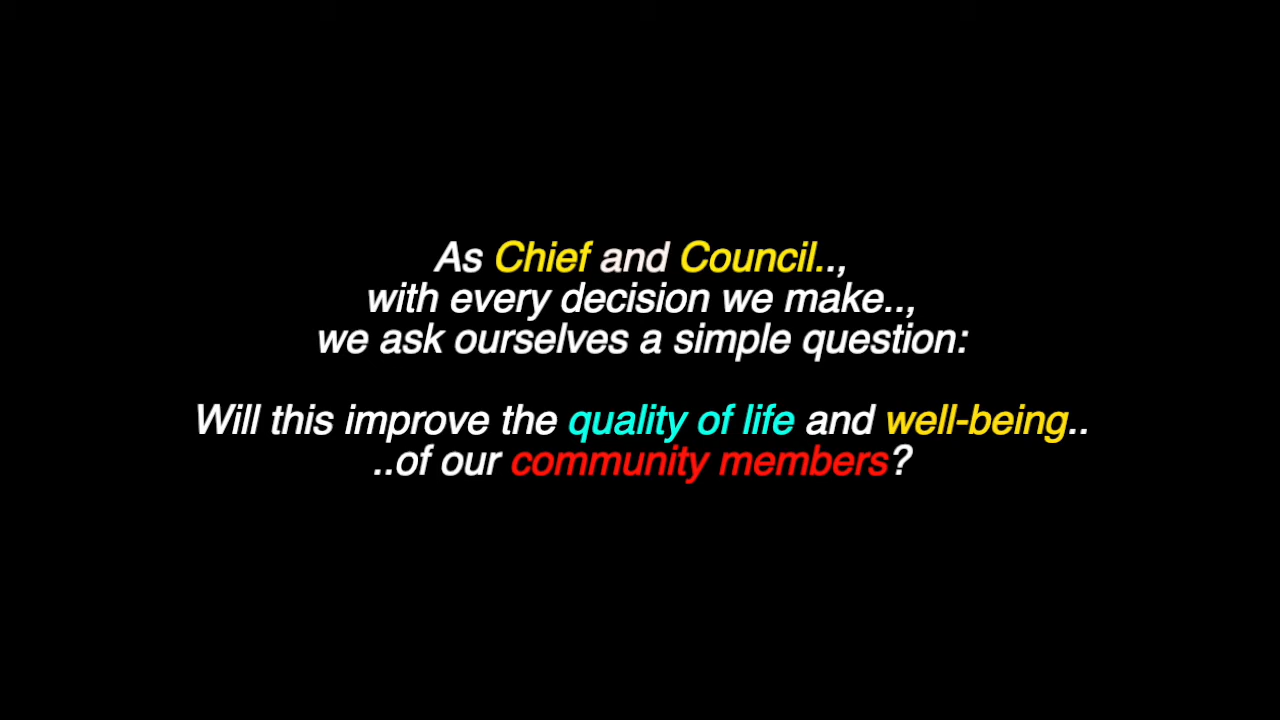 As Chief and Council..,
with every decision we make..,
we ask ourselves a simple question:
Will this improve the quality of life and well-being..
..of our community members?